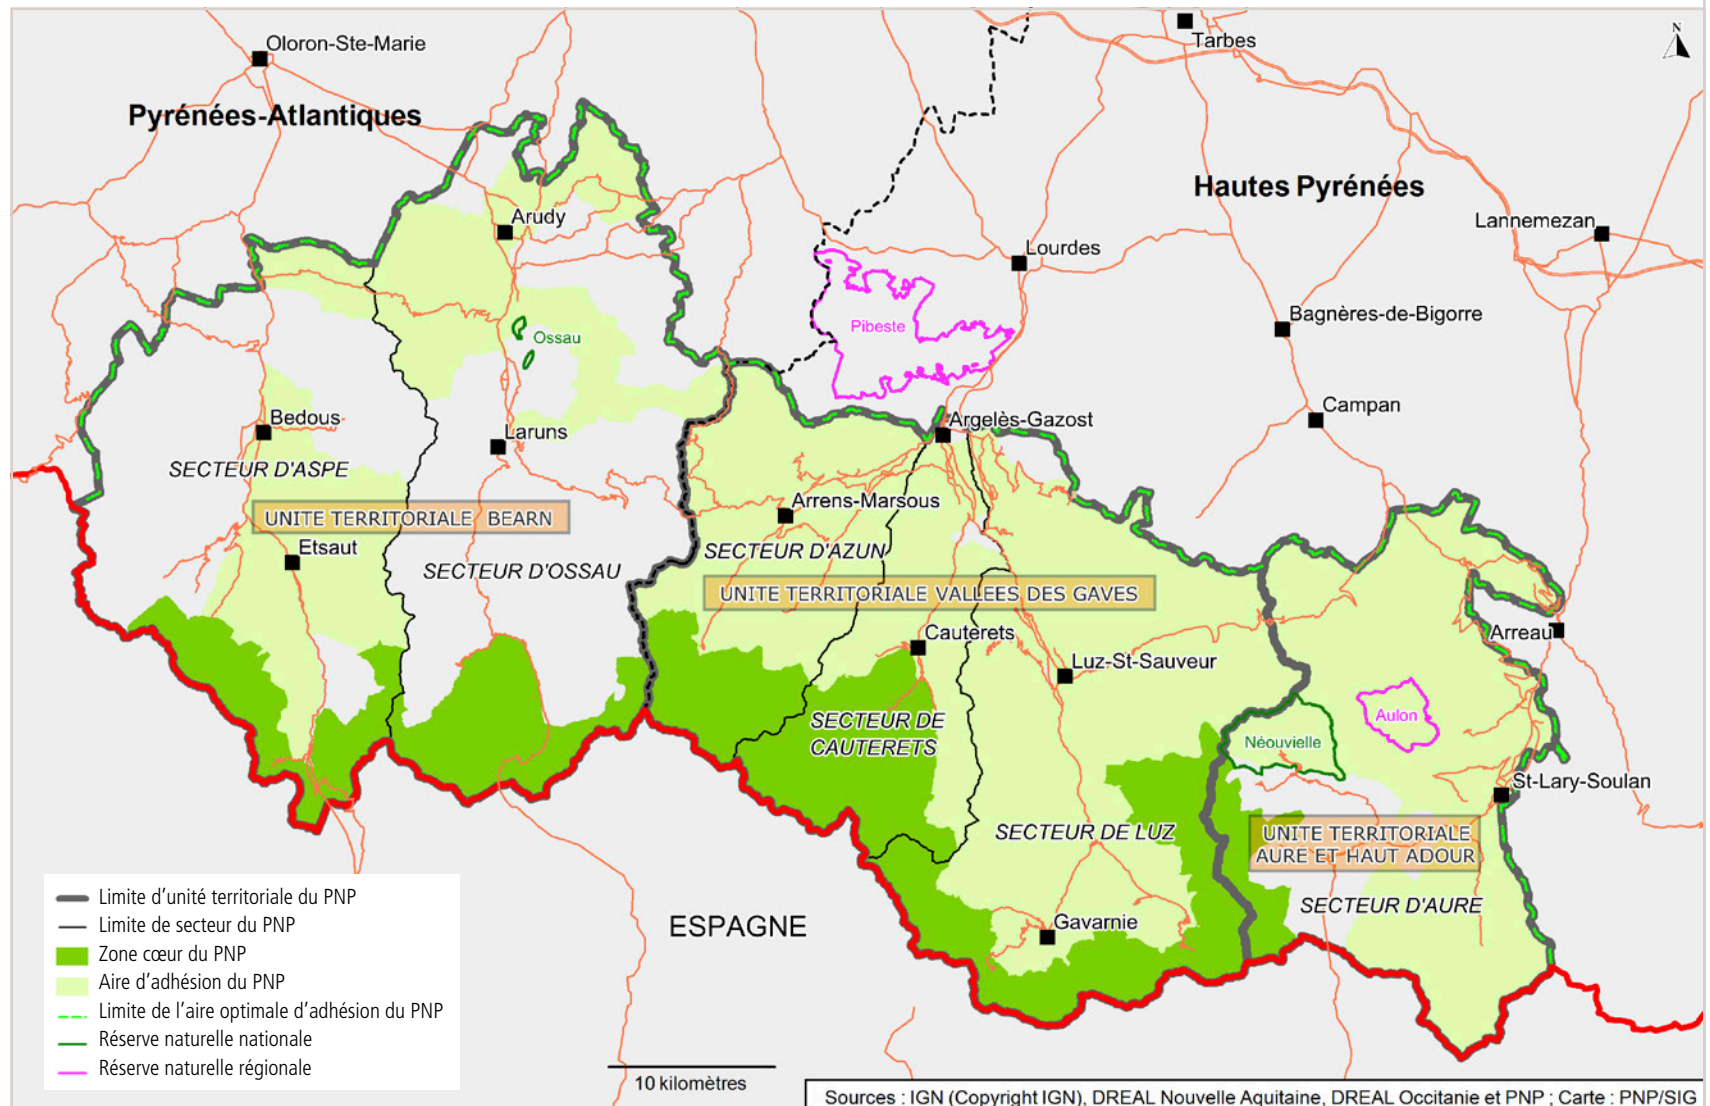 N
Oloron-Ste-Marie
Tarbes
Pyrénées-Atlantiques
Hautes Pyrénées
Arudy
Lannemezan
Lourdes
Bagnères-de-Bigorre
Pibeste
Ossau
Campan
Bedous
Laruns
Argelès-Gazost
SECTEUR D'ASPE
Arrens-Marsous
UNITE TERRITORIALE BEARN
Etsaut
SECTEUR D'OSSAU
SECTEUR D'AZUN
UNITE TERRITORIALE VALLEES DES GAVES
Cauterets
Arreau
Luz-St-Sauveur
SECTEUR DE
CAUTERETS
Aulon
Néouvielle
St-Lary-Soulan
SECTEUR DE LUZ
UNITE TERRITORIALE
AURE ET HAUT ADOUR
SECTEUR D'AURE
Gavarnie
ESPAGNE
Limite d’unité territoriale du PNP
Limite de secteur du PNP
Zone cœur du PNP
Aire d’adhésion du PNP
Limite de l’aire optimale d’adhésion du PNP
Réserve naturelle nationale
Réserve naturelle régionale
10 kilomètres
Sources : IGN (Copyright IGN), DREAL Nouvelle Aquitaine, DREAL Occitanie et PNP ; Carte : PNP/SIG